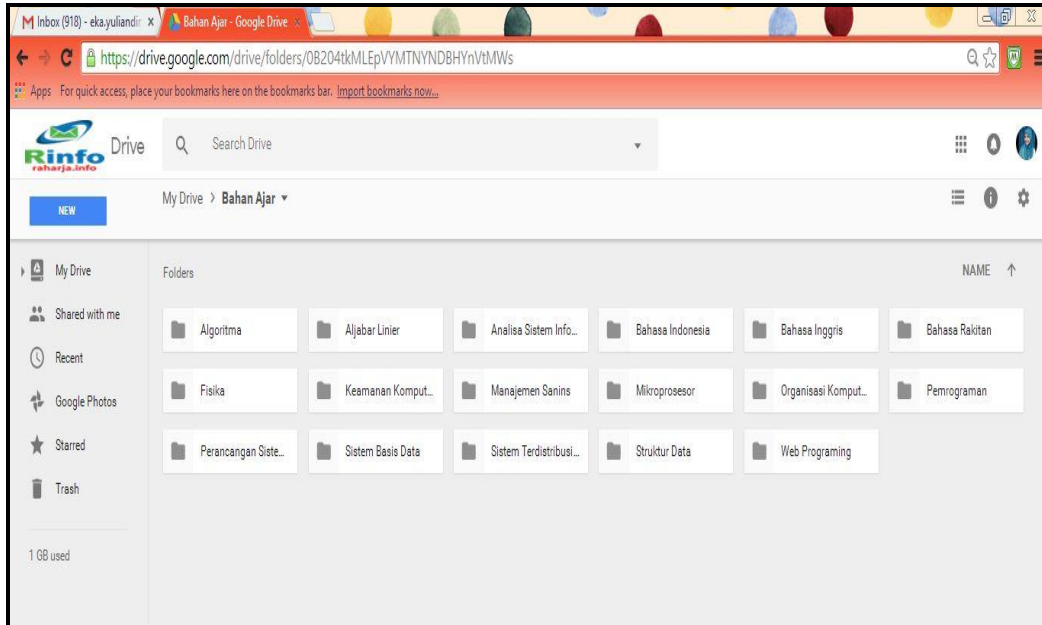 Inbox (918) - eka.yuliandir x Bahan Ajar - Google Drive x
https://drive.google.com/drive/folders/0B204tkMLEpVYMTNYNDBHYnVtMWs
Apps For quick access, place your bookmarks here on the bookmarks bar. Import bookmarks now...
Rinfo
raharja.info
Drive
Search Drive
NEW
My Drive > Bahan Ajar
My Drive
Shared with me
Recent
Google Photos
Starred
Trash
1 GB used
Folders NAME
Algoritma Aljabar Linier Analisa Sistem Info... Bahasa Indonesia Bahasa Inggris Bahasa Rakitan
Fisika Keamanan Komput... Manajemen Sanins Mikroprosesor Organisasi Komput... Pemrograman
Perancangan Siste... Sistem Basis Data Sistem Terdistribusi... Struktur Data Web Programing